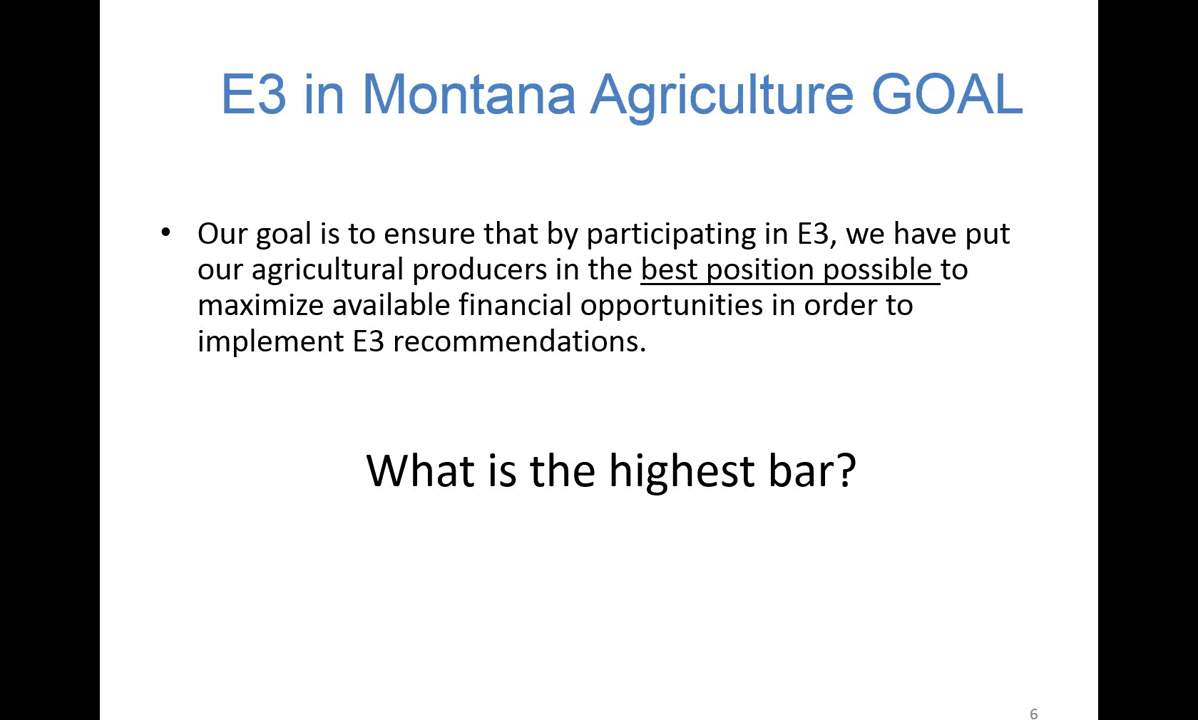 E3 in Montana Agriculture GOAL
• Our goal is to ensure that by participating in E3, we have put
our agricultural producers in the best position possible to
maximize available financial opportunities in order to
implement E3 recommendations.
What is the highest bar?
6